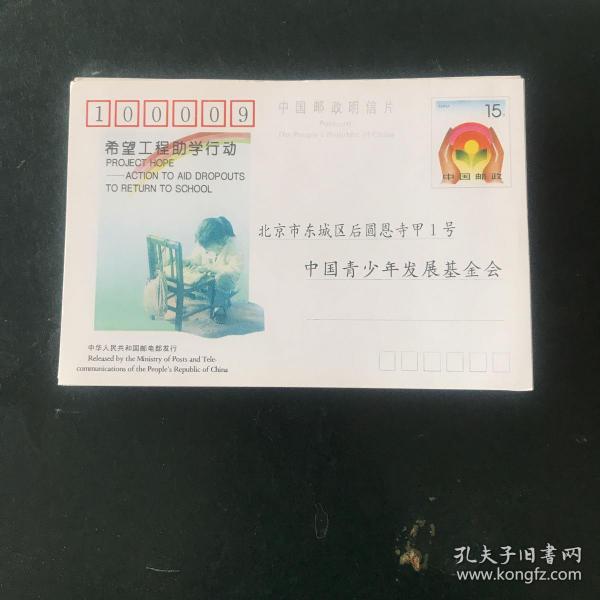 100009
中国邮政明信片
Postcard
The People's Republic of China
15分
中国邮政
希望工程助学行动
PROJECT HOPE
——ACTION TO AID DROPOUTS
TO RETURN TO SCHOOL
北京市东城区后圆恩寺甲1号
中国青少年发展基金会
中华人民共和国邮电部发行
Released by the Ministry of Posts and Tele-
communications of the People's Republic of China
孔夫子旧书网
www.kongfz.com